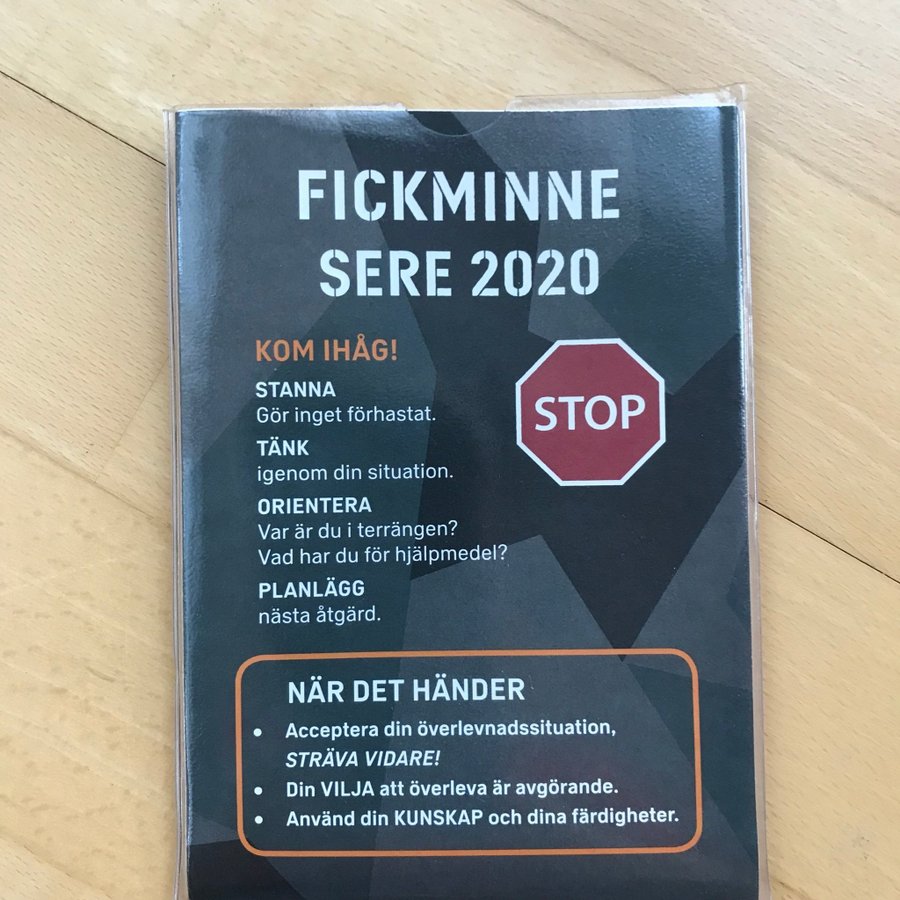 FICKMINNE
SERE 2020
KOM IHÅG!
STANNA
Gör inget förhastat.
TÄNK
igenom din situation.
ORIENTERA
Var är du i terrängen?
Vad har du för hjälpmedel?
PLANLÄGG
nästa åtgärd.
STOP
NÄR DET HÄNDER
• Acceptera din överlevnadssituation,
STRÄVA VIDARE!
• Din VILJA att överleva är avgörande.
• Använd din KUNSKAP och dina färdigheter.